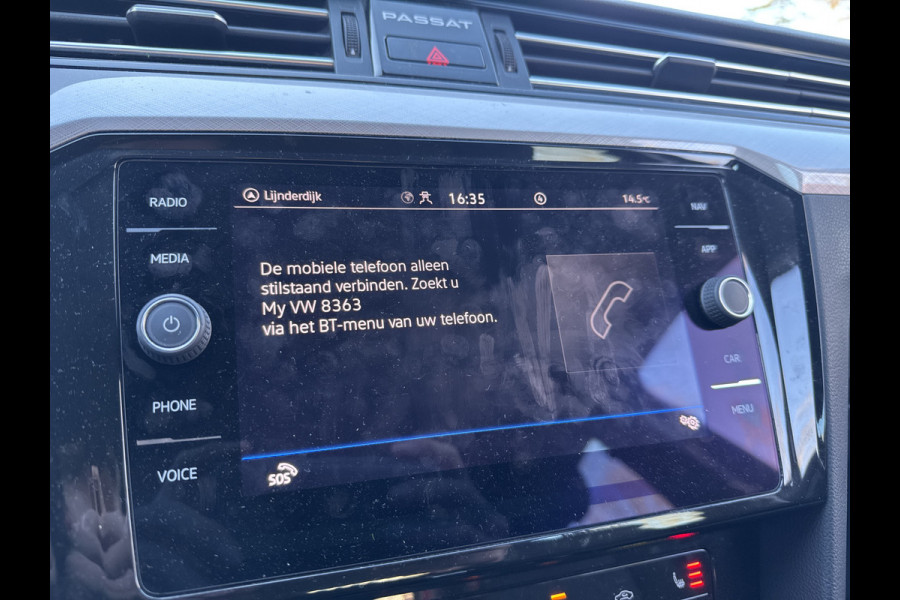 PASSAT
Lijnderdijk 16:35 4 14.5°C
RADIO
MEDIA
PHONE
VOICE
De mobiele telefoon alleen
stilstaand verbinden. Zoekt u
My VW 8363
via het BT-menu van uw telefoon.
SOS
NAV
APP
CAR
MENU